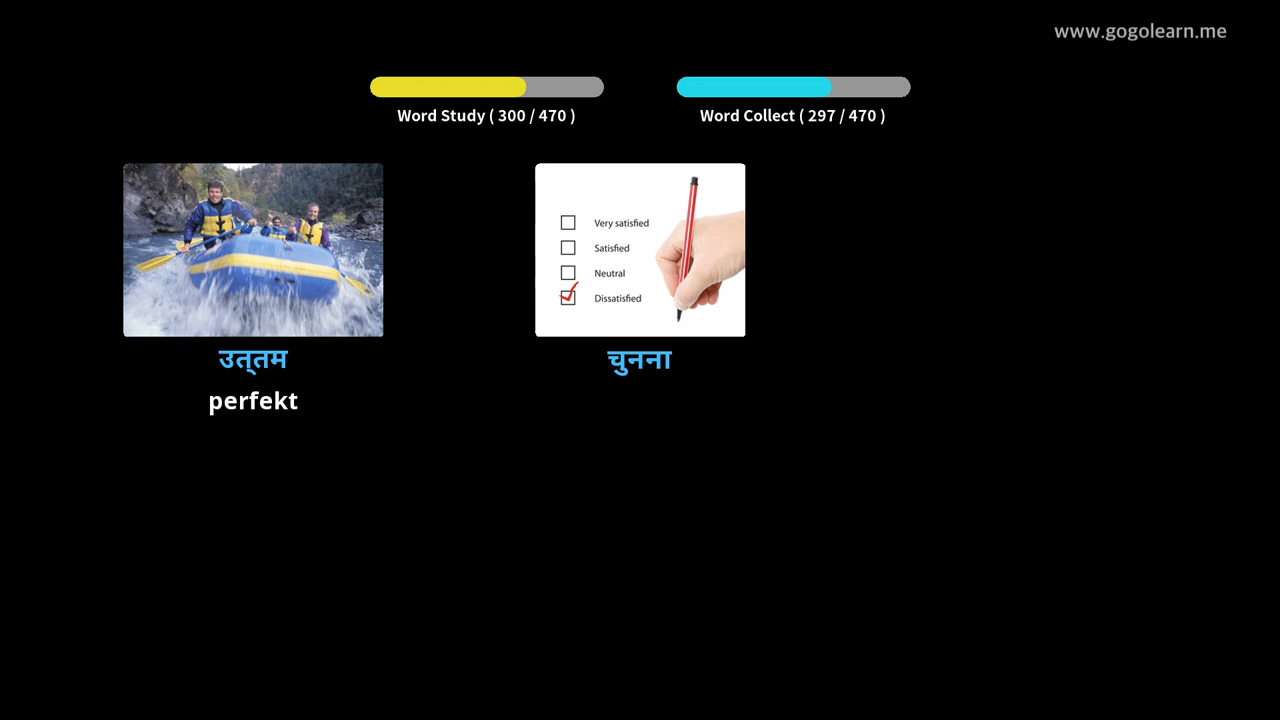 www.gogolearn.me
Word Study ( 300 / 470 )
Word Collect ( 297 / 470 )
Very satisfied
Satisfied
Neutral
Dissatisfied
उत्‌तम
चुनना
perfekt